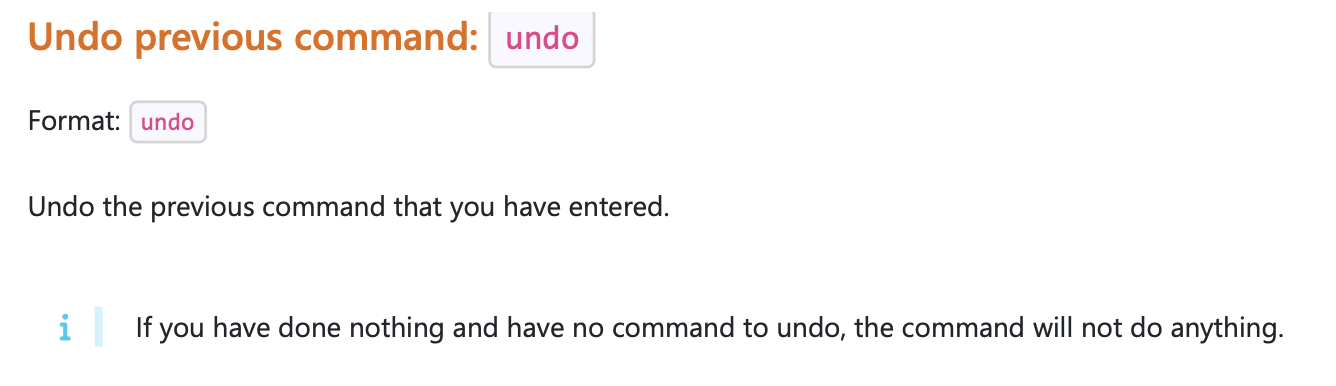 Undo previous command: undo
Format: undo
Undo the previous command that you have entered.
i If you have done nothing and have no command to undo, the command will not do anything.